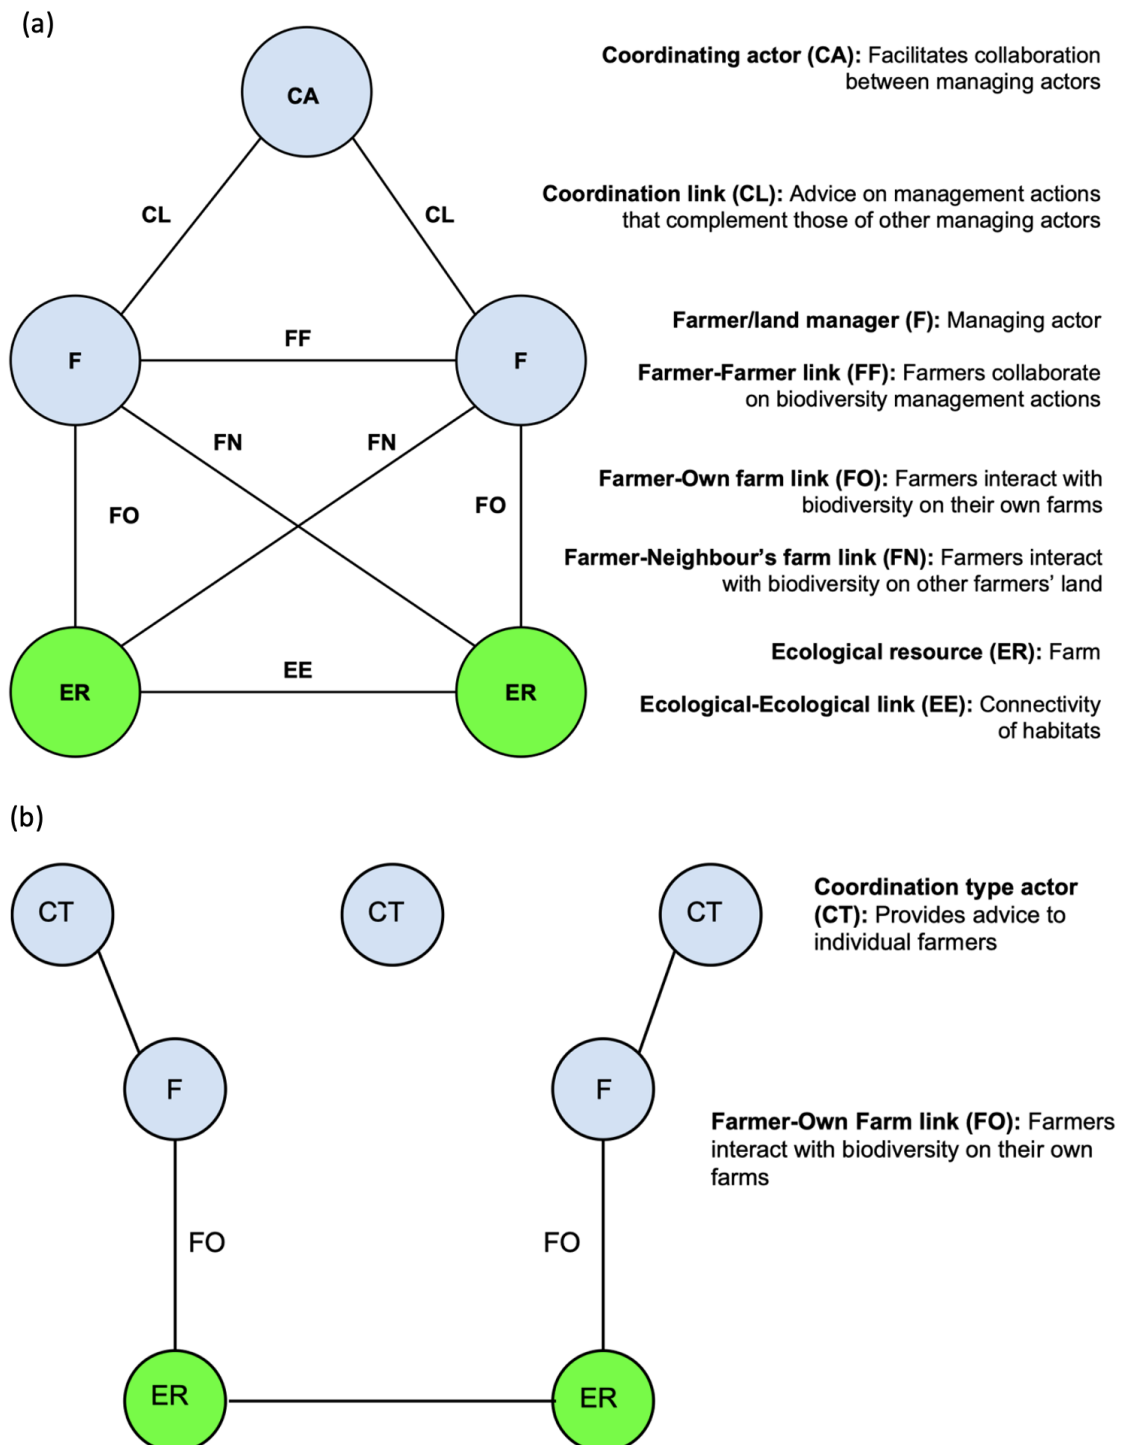 (a)
CA
Coordinating actor (CA): Facilitates collaboration
between managing actors
CL
CL
Coordination link (CL): Advice on management actions
that complement those of other managing actors
F
FF
F
Farmer/land manager (F): Managing actor
Farmer-Farmer link (FF): Farmers collaborate
on biodiversity management actions
FN
FN
FO
FO
Farmer-Own farm link (FO): Farmers interact with
biodiversity on their own farms
Farmer-Neighbour’s farm link (FN): Farmers interact
with biodiversity on other farmers’ land
ER
EE
ER
Ecological resource (ER): Farm
Ecological-Ecological link (EE): Connectivity
of habitats
(b)
CT
CT
CT
Coordination type actor
(CT): Provides advice to
individual farmers
F
F
Farmer-Own Farm link (FO): Farmers
interact with biodiversity on their own
farms
FO
FO
ER
ER